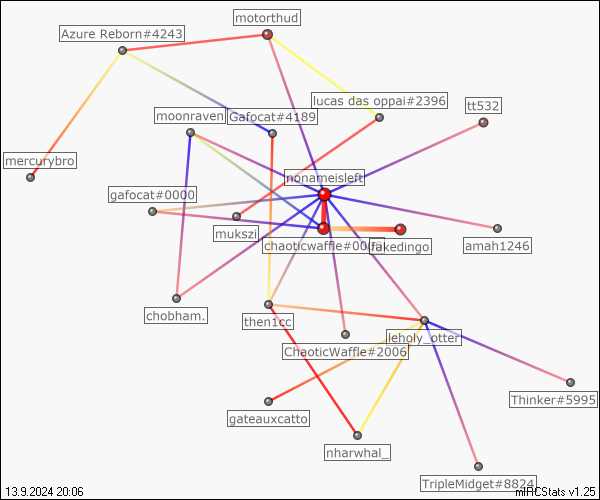 motorthud
Azure Reborn#4243
lucas das oppai#2396
tt532
moonraven
Gafocat#4189
mercurybro
nonameisleft
gafocat#0000
mukszi
chaoticwaffle#00
fakedingo
amah1246
chobham.
then1cc
leholy_otter
ChaoticWaffle#2006
Thinker#5995
gateauxcatto
nharwhal_
TripleMidget#8824
13.9.2024 20:06
mIRCStats v1.25